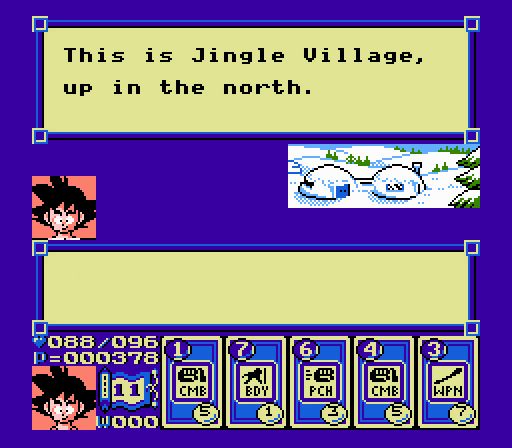 This is Jingle Village,
up in the north.
088/096
P=000378
11
W000
1 7 6 4 3
CMB BDY PCH CMB WPN
5 1 3 5 7